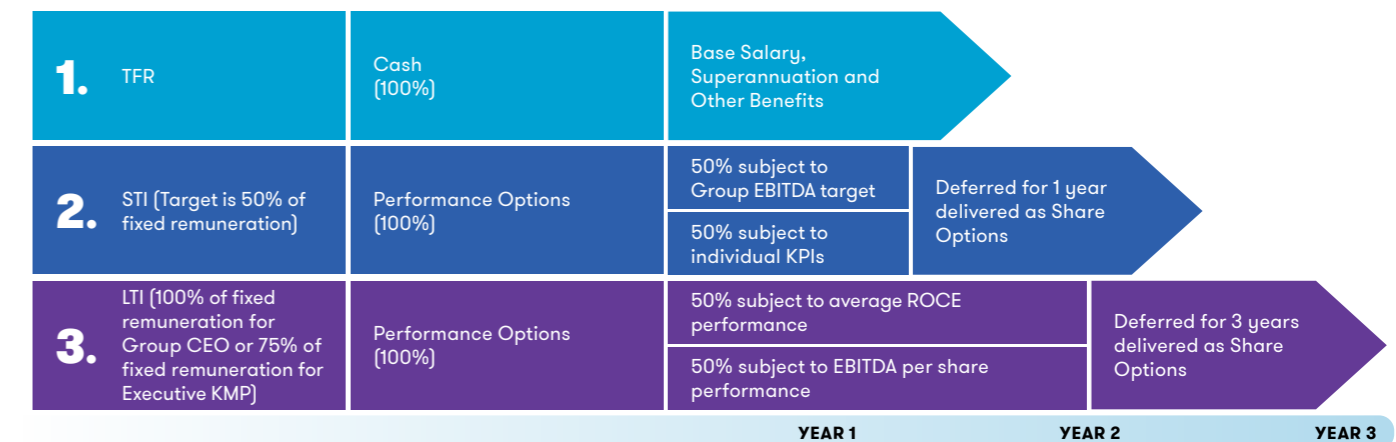 1.
TFR
Cash
(100%)
Base Salary,
Superannuation and
Other Benefits
2.
STI (Target is 50% of
fixed remuneration)
Performance Options
(100%)
50% subject to
Group EBITDA target
50% subject to
individual KPIs
Deferred for 1 year
delivered as Share
Options
3.
LTI (100% of fixed
remuneration for
Group CEO or 75% of
fixed remuneration for
Executive KMP)
Performance Options
(100%)
50% subject to average ROCE
performance
50% subject to EBITDA per share
performance
Deferred for 3 years
delivered as Share
Options
YEAR 1
YEAR 2
YEAR 3